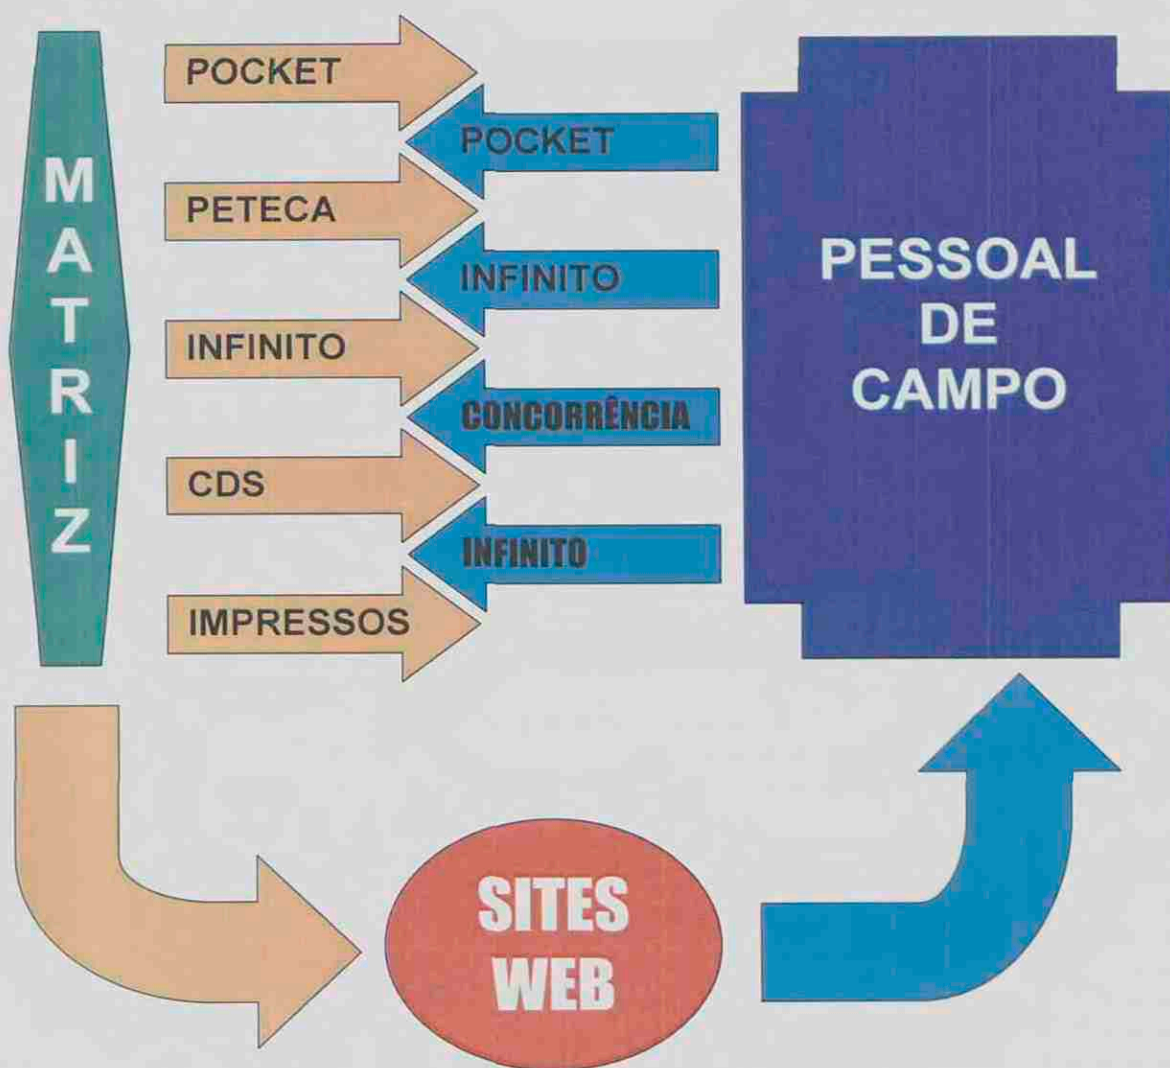 MATRIZ
POCKET
POCKET
PETECA
INFINITO
INFINITO
CONCORRÊNCIA
CDS
INFINITO
IMPRESSOS
PESSOAL
DE
CAMPO
SITES
WEB